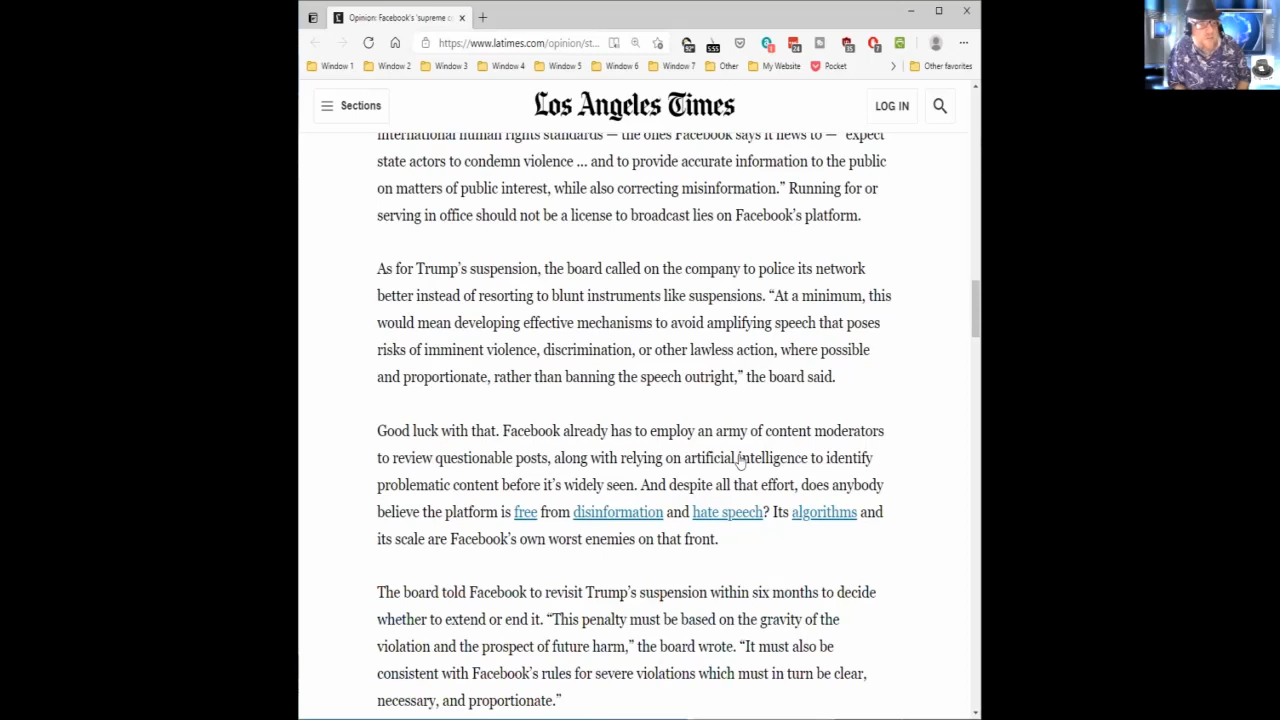 Opinion: Facebook's 'supreme
https://www.latimes.com/opinion/st...
Window 1 Window 2 Window 3 Window 4 Window 5 Window 6 Window 7 Other My Website Pocket Other favorites
Sections
Los Angeles Times
LOG IN
international human rights standards — the ones Facebook says it hews to — “expect
state actors to condemn violence ... and to provide accurate information to the public
on matters of public interest, while also correcting misinformation.” Running for or
serving in office should not be a license to broadcast lies on Facebook’s platform.
As for Trump’s suspension, the board called on the company to police its network
better instead of resorting to blunt instruments like suspensions. “At a minimum, this
would mean developing effective mechanisms to avoid amplifying speech that poses
risks of imminent violence, discrimination, or other lawless action, where possible
and proportionate, rather than banning the speech outright,” the board said.
Good luck with that. Facebook already has to employ an army of content moderators
to review questionable posts, along with relying on artificial intelligence to identify
problematic content before it’s widely seen. And despite all that effort, does anybody
believe the platform is free from disinformation and hate speech? Its algorithms and
its scale are Facebook’s own worst enemies on that front.
The board told Facebook to revisit Trump’s suspension within six months to decide
whether to extend or end it. “This penalty must be based on the gravity of the
violation and the prospect of future harm,” the board wrote. “It must also be
consistent with Facebook’s rules for severe violations which must in turn be clear,
necessary, and proportionate.”